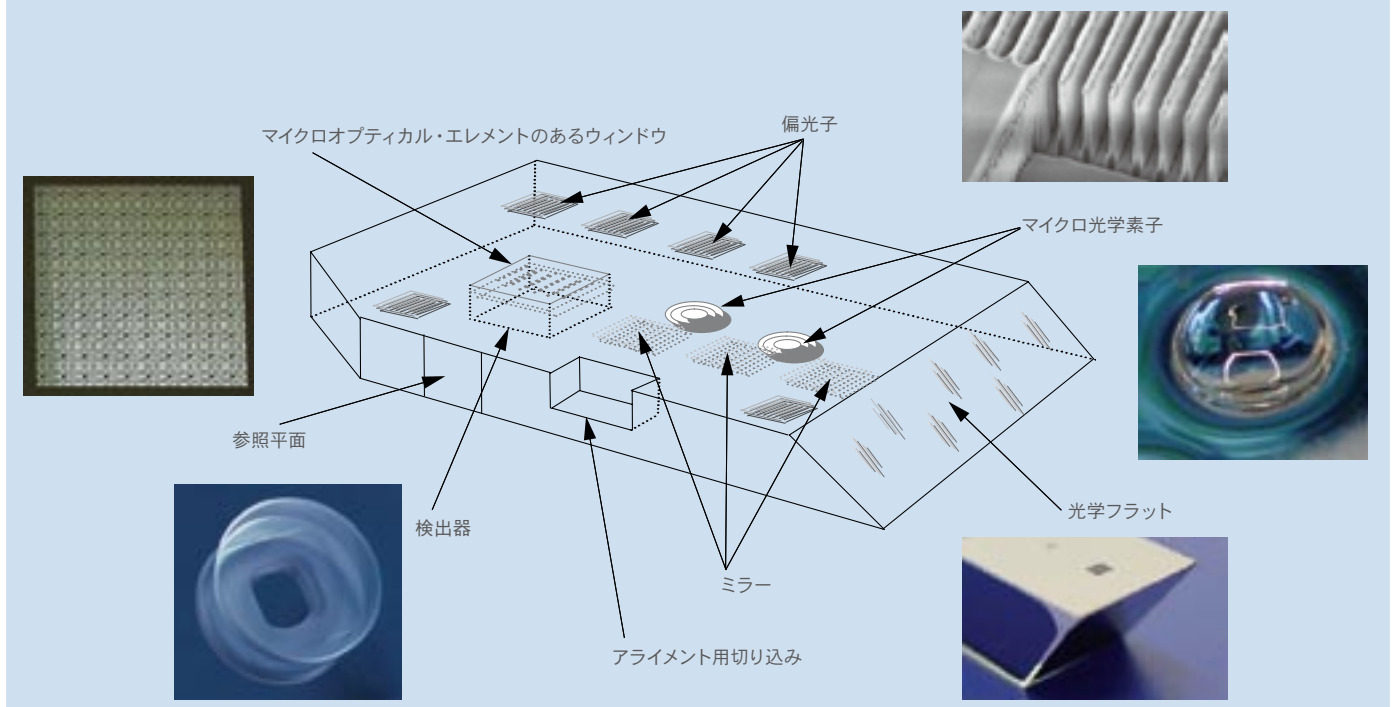 偏光子
マイクロオプティカル・エレメントのあるウィンドウ
マイクロ光学素子
参照平面
光学フラット
検出器
ミラー
アライメント用切り込み